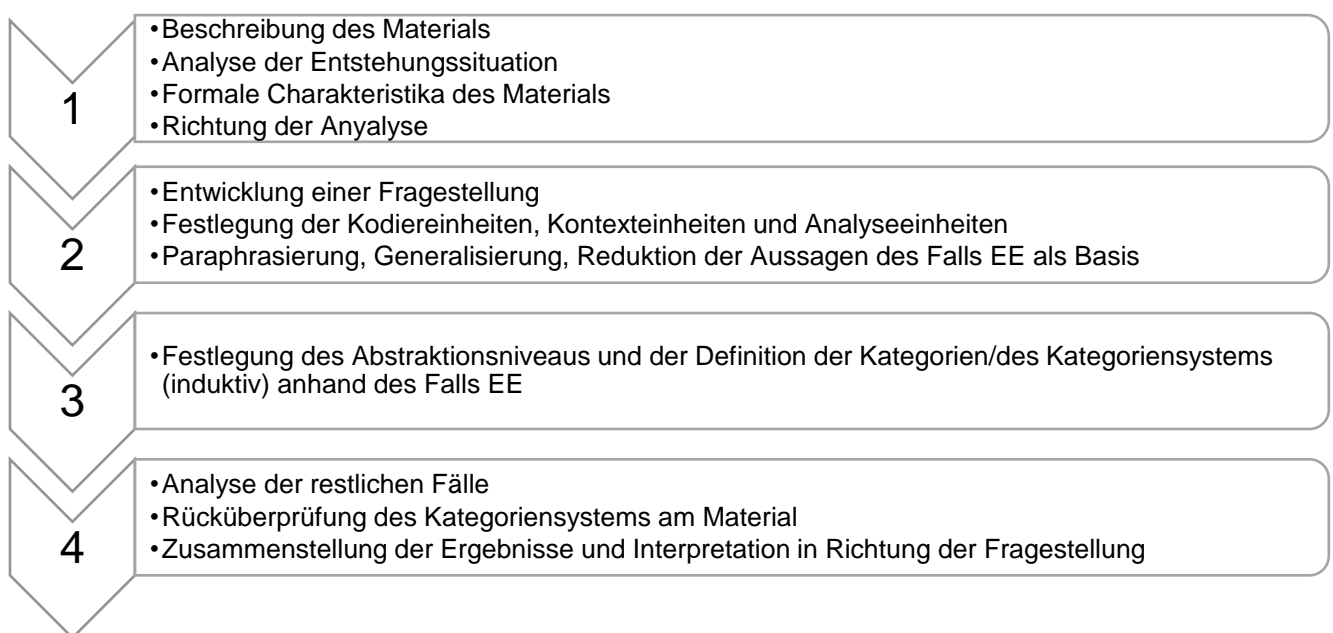 1
•Beschreibung des Materials
•Analyse der Entstehungssituation
•Formale Charakteristika des Materials
•Richtung der Anyalyse
2
•Entwicklung einer Fragestellung
•Festlegung der Kodiereinheiten, Kontexteinheiten und Analyseeinheiten
•Paraphrasierung, Generalisierung, Reduktion der Aussagen des Falls EE als Basis
3
•Festlegung des Abstraktionsniveaus und der Definition der Kategorien/des Kategoriensystems
(induktiv) anhand des Falls EE
4
•Analyse der restlichen Fälle
•Rücküberprüfung des Kategoriensystems am Material
•Zusammenstellung der Ergebnisse und Interpretation in Richtung der Fragestellung